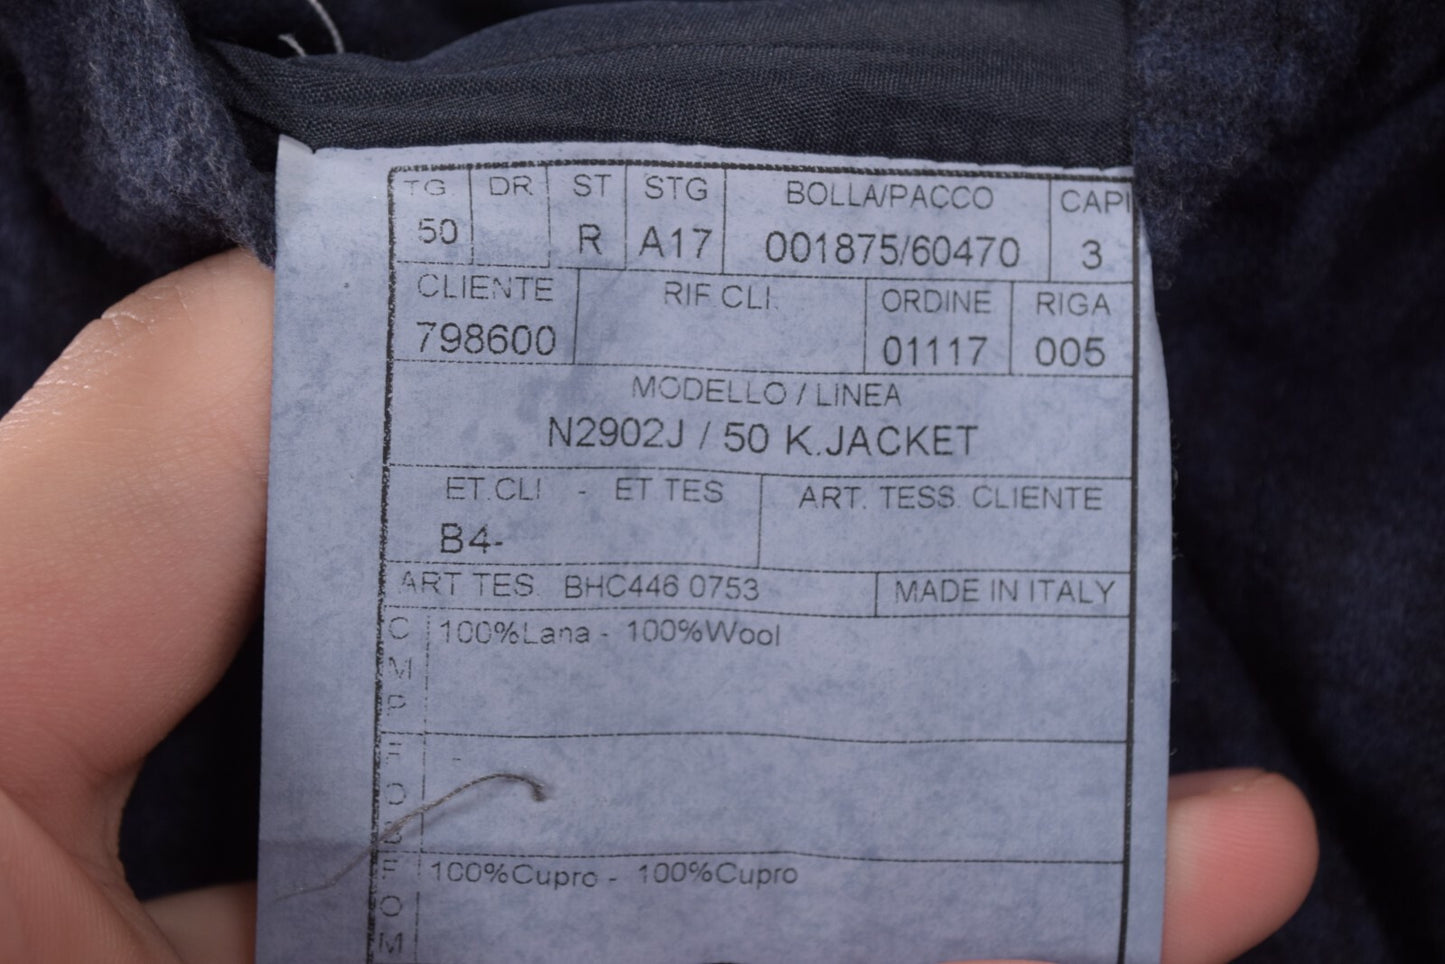 TG DR ST STG BOLLA/PACCO CAPI
50 R A17 001875/60470 3
CLIENTE RIF.CLI. ORDINE RIGA
798600 01117 005
MODELLO / LINEA
N2902J / 50 K.JACKET
ET.CLI - ET TES ART. TESS. CLIENTE
B4-
ART TES. BHC446 0753 MADE IN ITALY
C 100%Lana - 100%Wool
M
P
F -
O
F 100%Cupro - 100%Cupro
O
M